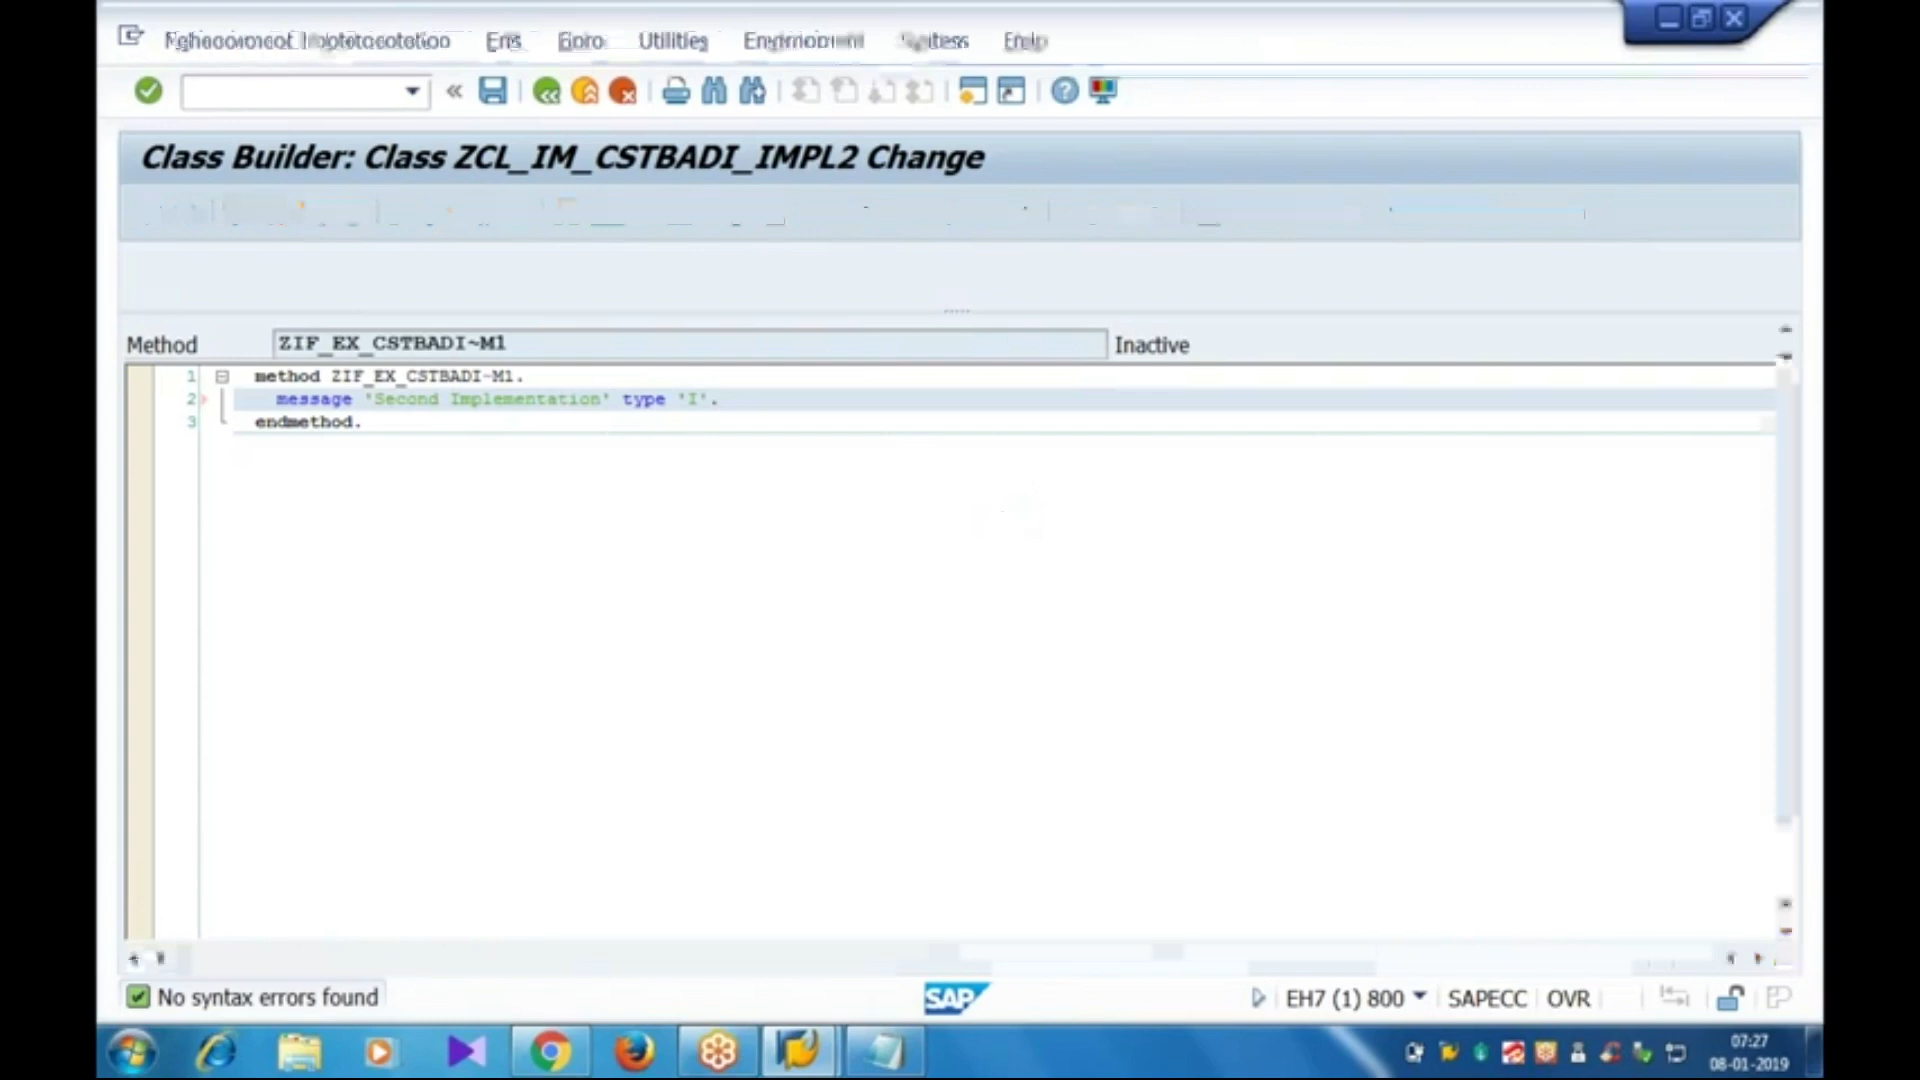 Utilities
Class Builder: Class ZCL_IM_CSTBADI_IMPL2 Change
Method ZIF_EX_CSTBADI~M1 Inactive
1 method ZIF_EX_CSTBADI~M1.
2 message 'Second Implementation' type 'I'.
3 endmethod.
No syntax errors found SAP EH7 (1) 800 SAPECC OVR
07:27
08-01-2019